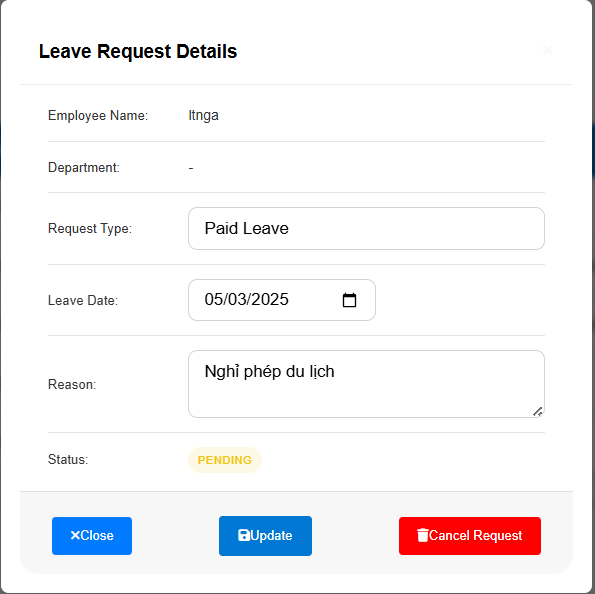 Leave Request Details
Employee Name: ltnga
Department: -
Request Type: Paid Leave
Leave Date: 05/03/2025
Reason: Nghỉ phép du lịch
Status: PENDING
Close Update Cancel Request